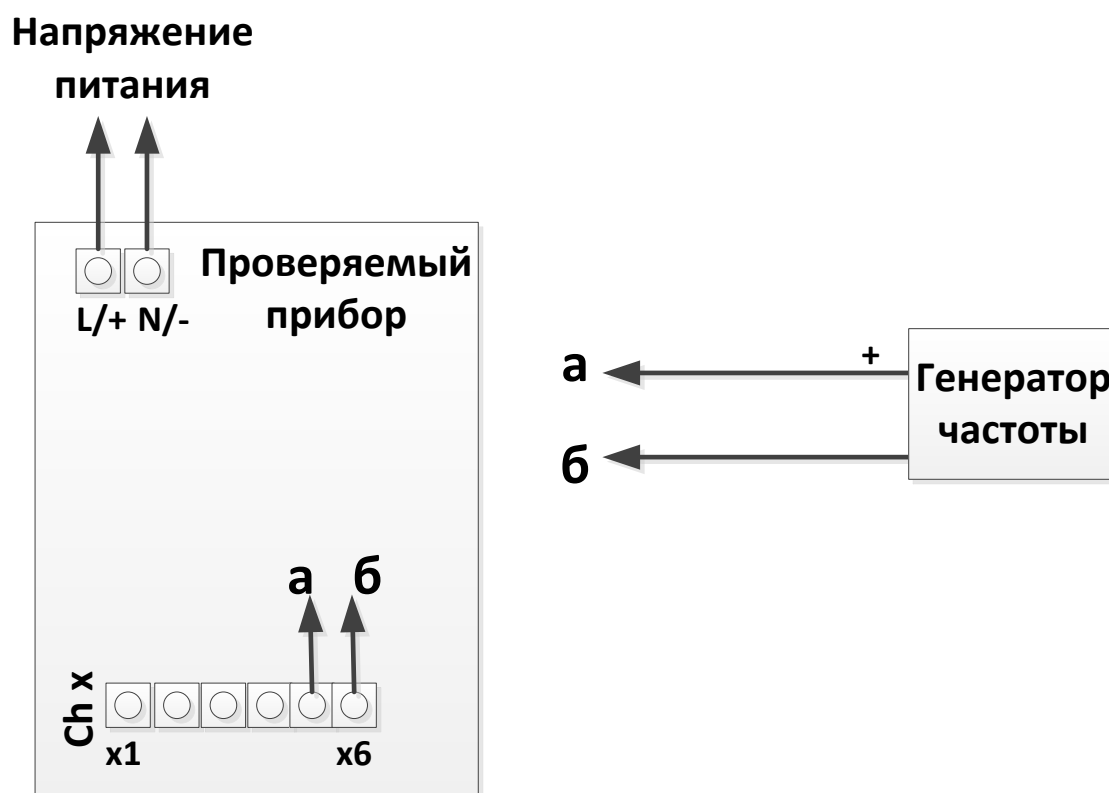 Напряжение
питания
L/+ N/-
Проверяемый
прибор
а
+
Генератор
частоты
б
а б
Ch x
x1
x6